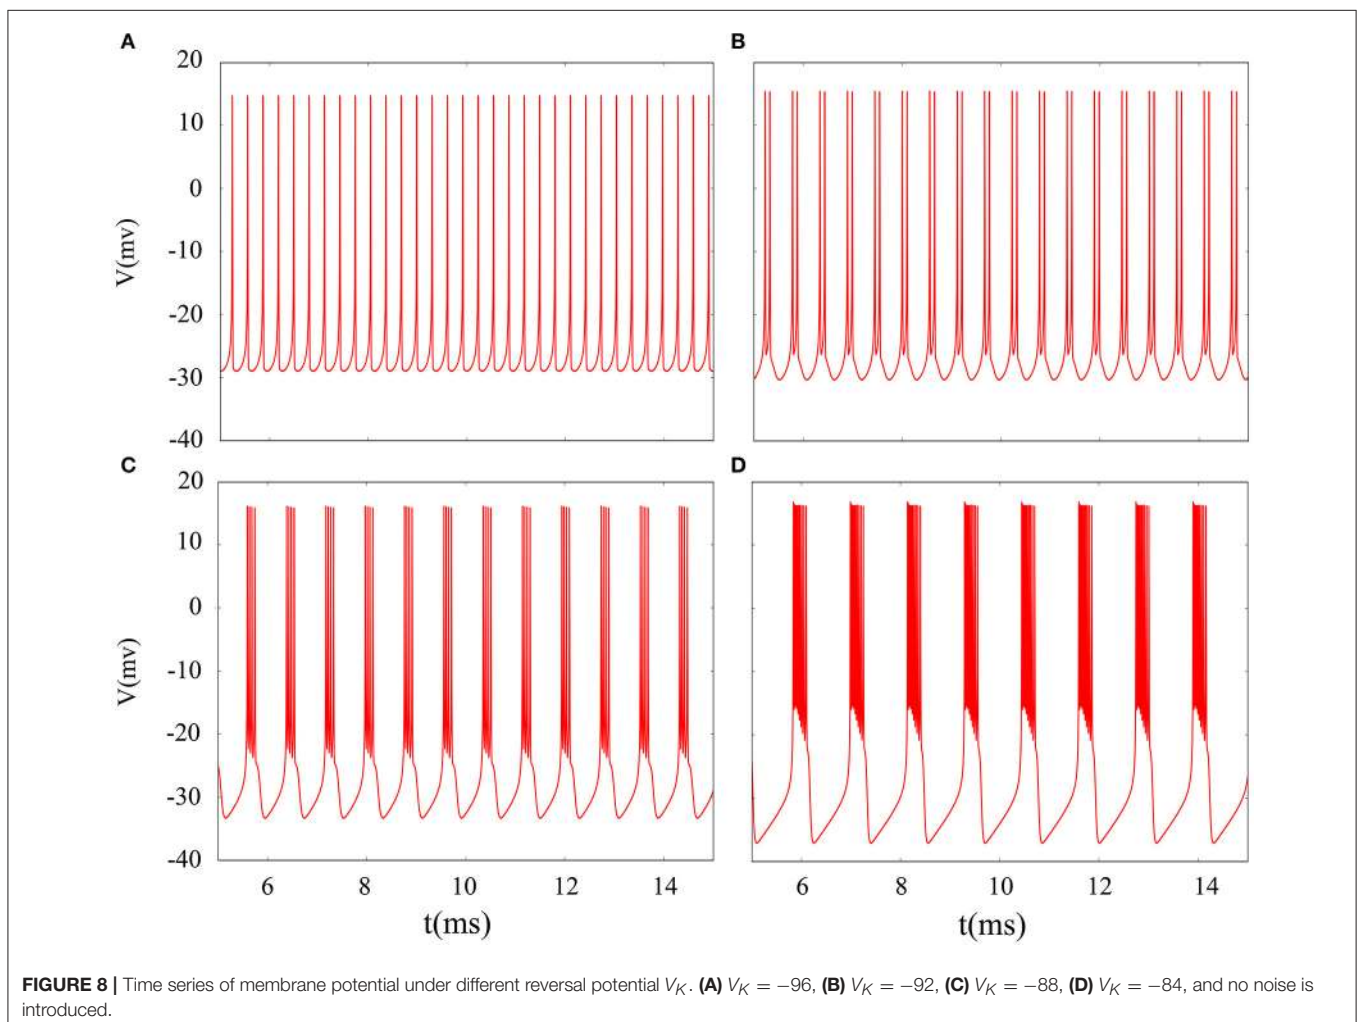 A
B
20
10
0
-10
-20
-30
-40
V(mv)
C
D
20
10
0
-10
-20
-30
-40
V(mv)
6 8 10 12 14
6 8 10 12 14
t(ms)
t(ms)
FIGURE 8 | Time series of membrane potential under different reversal potential V_K. (A) V_K = −96, (B) V_K = −92, (C) V_K = −88, (D) V_K = −84, and no noise is
introduced.